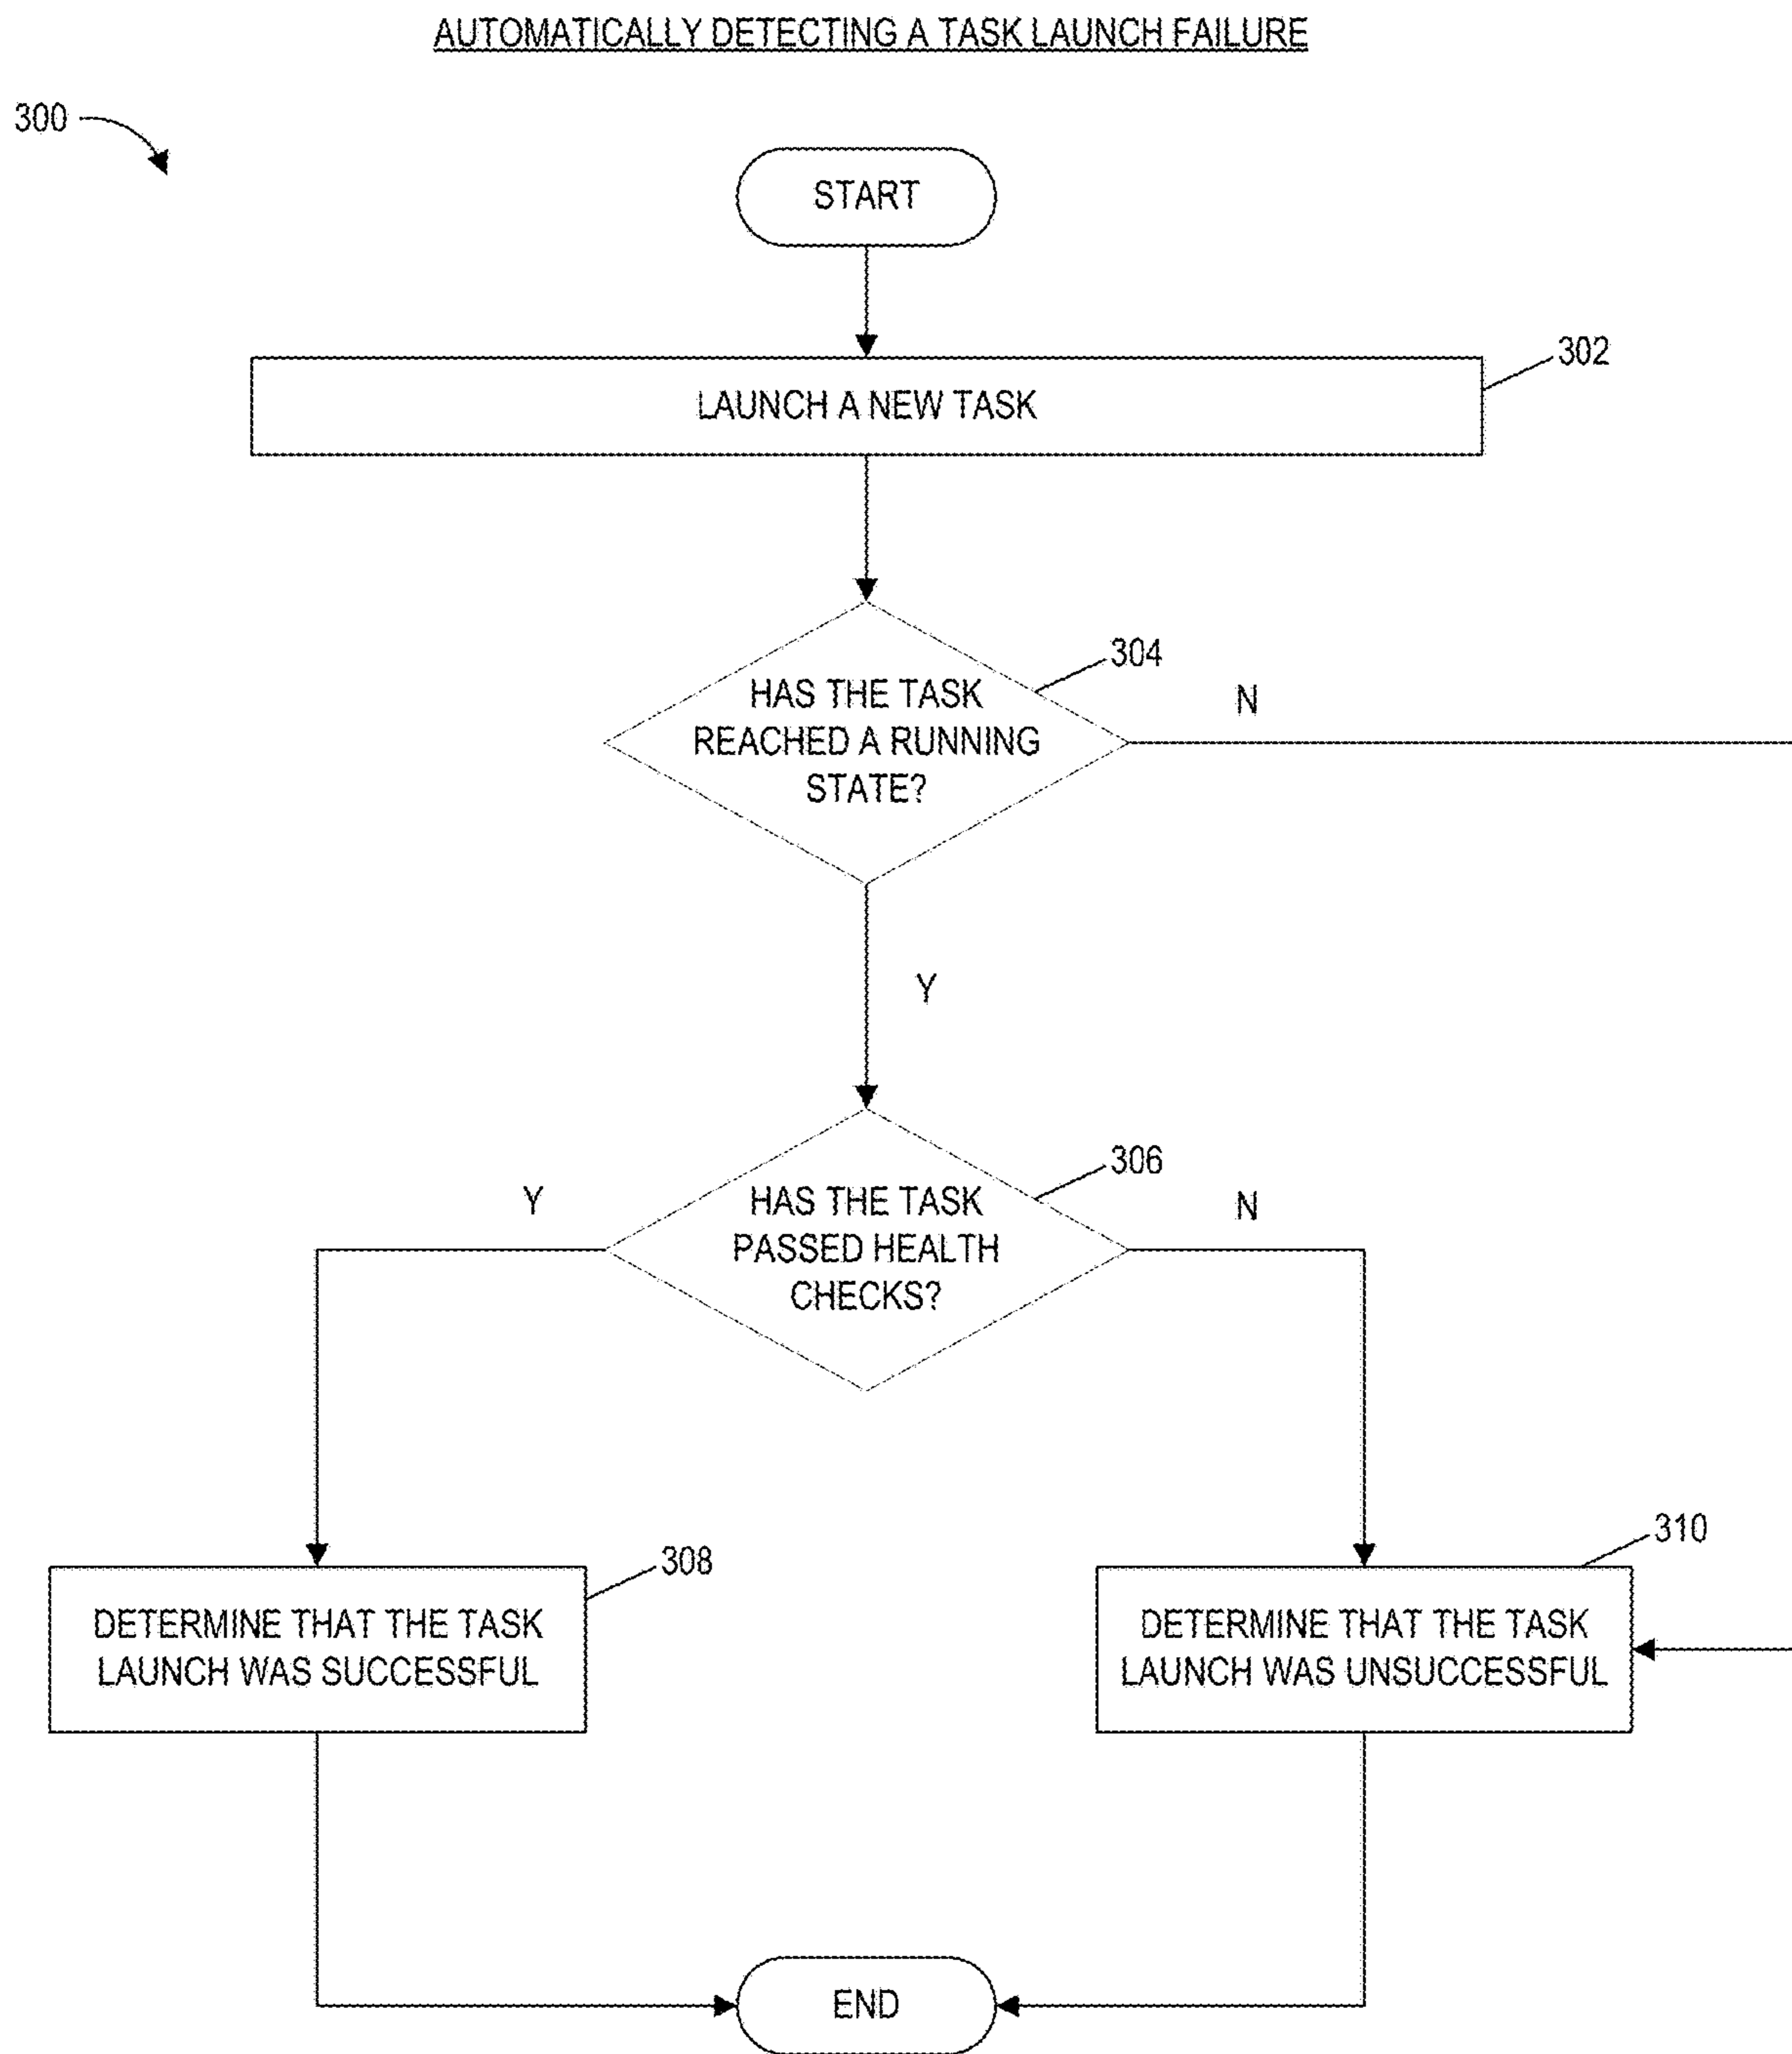 AUTOMATICALLY DETECTING A TASK LAUNCH FAILURE
300
START
302
LAUNCH A NEW TASK
304
HAS THE TASK
REACHED A RUNNING
STATE?
N
Y
306
HAS THE TASK
PASSED HEALTH
CHECKS?
Y
N
308
DETERMINE THAT THE TASK
LAUNCH WAS SUCCESSFUL
310
DETERMINE THAT THE TASK
LAUNCH WAS UNSUCCESSFUL
END